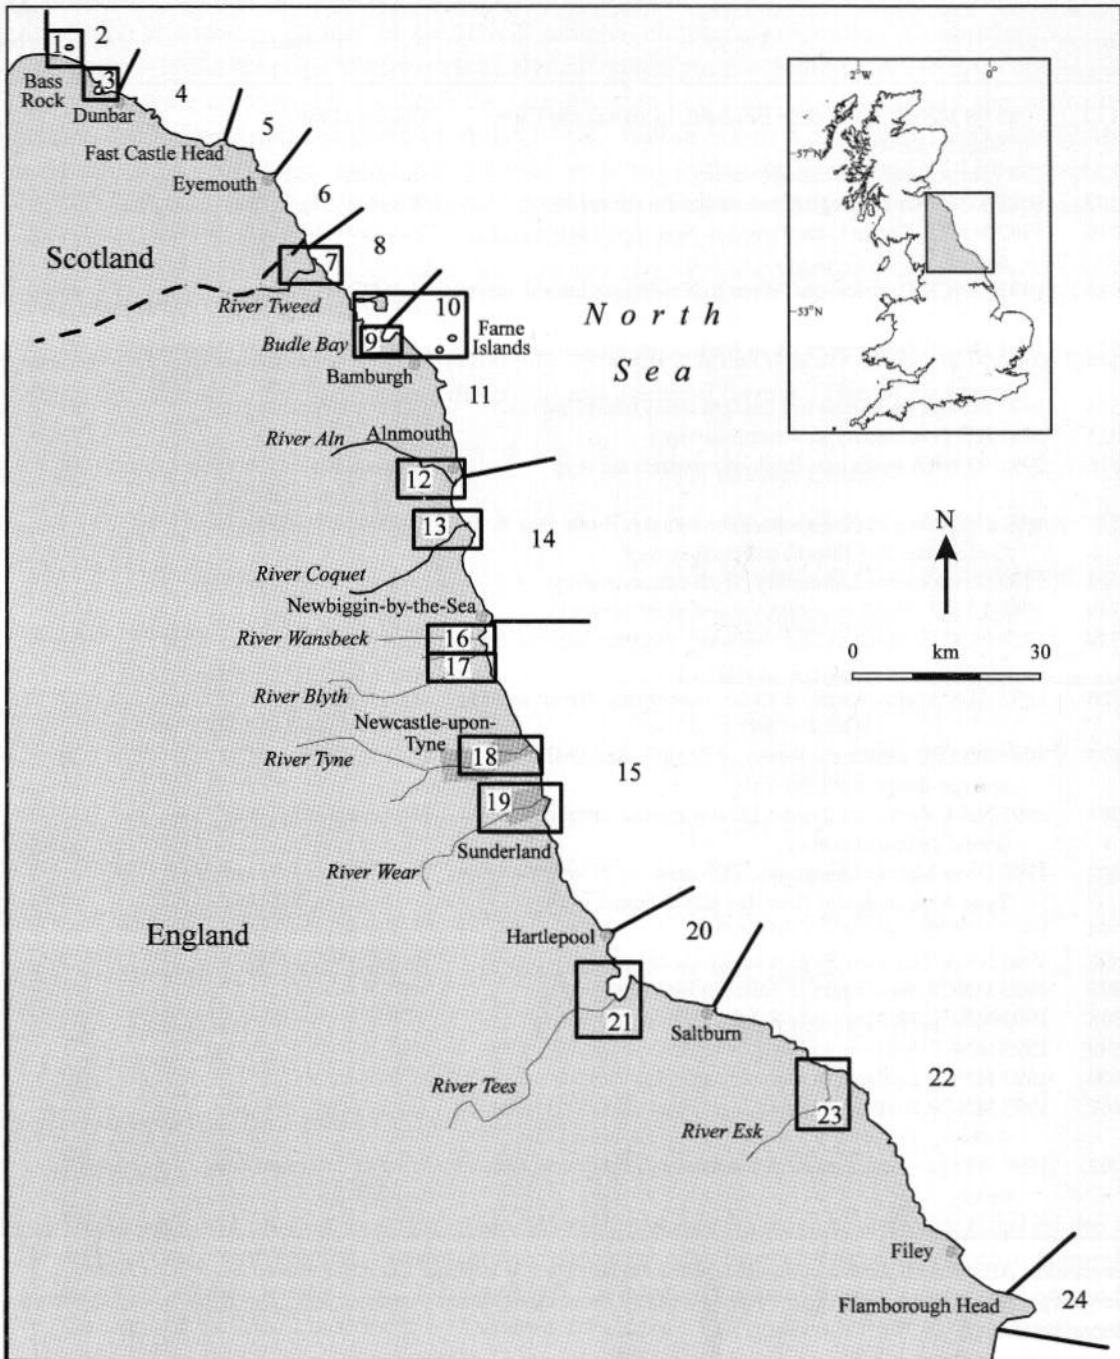 1
2
Bass
Rock
3
Dunbar
4
Fast Castle Head
5
Eyemouth
6
Scotland
7
8
River Tweed
10
9
Budle Bay
Farne
Islands
Bamburgh
North
Sea
2°W
0°
57°N
53°N
11
River Aln
Alnmouth
12
13
14
River Coquet
Newbiggin-by-the-Sea
River Wansbeck
16
17
River Blyth
N
0 km 30
Newcastle-upon-
Tyne
River Tyne
18
15
19
Sunderland
River Wear
England
Hartlepool
20
21
Saltburn
River Tees
22
River Esk
23
Filey
Flamborough Head
24